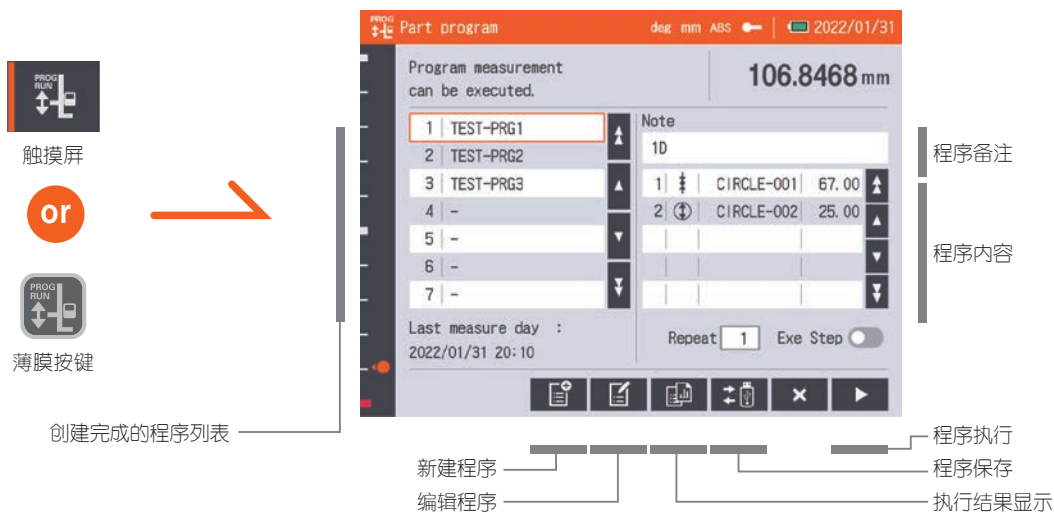 PROG
RUN
触摸屏
or
PROG
RUN
薄膜按键
PROG Part program deg mm ABS 2022/01/31
Program measurement
can be executed.
106.8468 mm
1 TEST-PRG1
2 TEST-PRG2
3 TEST-PRG3
4 -
5 -
6 -
7 -
Last measure day :
2022/01/31 20:10
Note
1D
1 CIRCLE-001 67.00
2 CIRCLE-002 25.00
Repeat 1 Exe Step
程序备注
程序内容
创建完成的程序列表
新建程序
编辑程序
程序执行
程序保存
执行结果显示